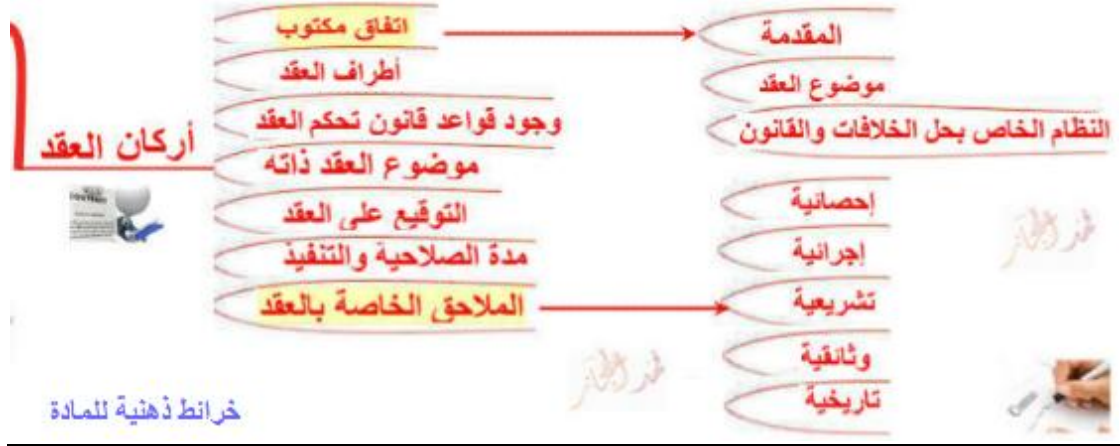 أركان العقد
اتفاق مكتوب
أطراف العقد
وجود قواعد قانون تحكم العقد
موضوع العقد ذاته
التوقيع على العقد
مدة الصلاحية والتنفيذ
الملاحق الخاصة بالعقد
المقدمة
موضوع العقد
النظام الخاص بحل الخلافات والقانون
إحصائية
إجرائية
تشريعية
وثائقية
تاريخية
خرائط ذهنية للمادة